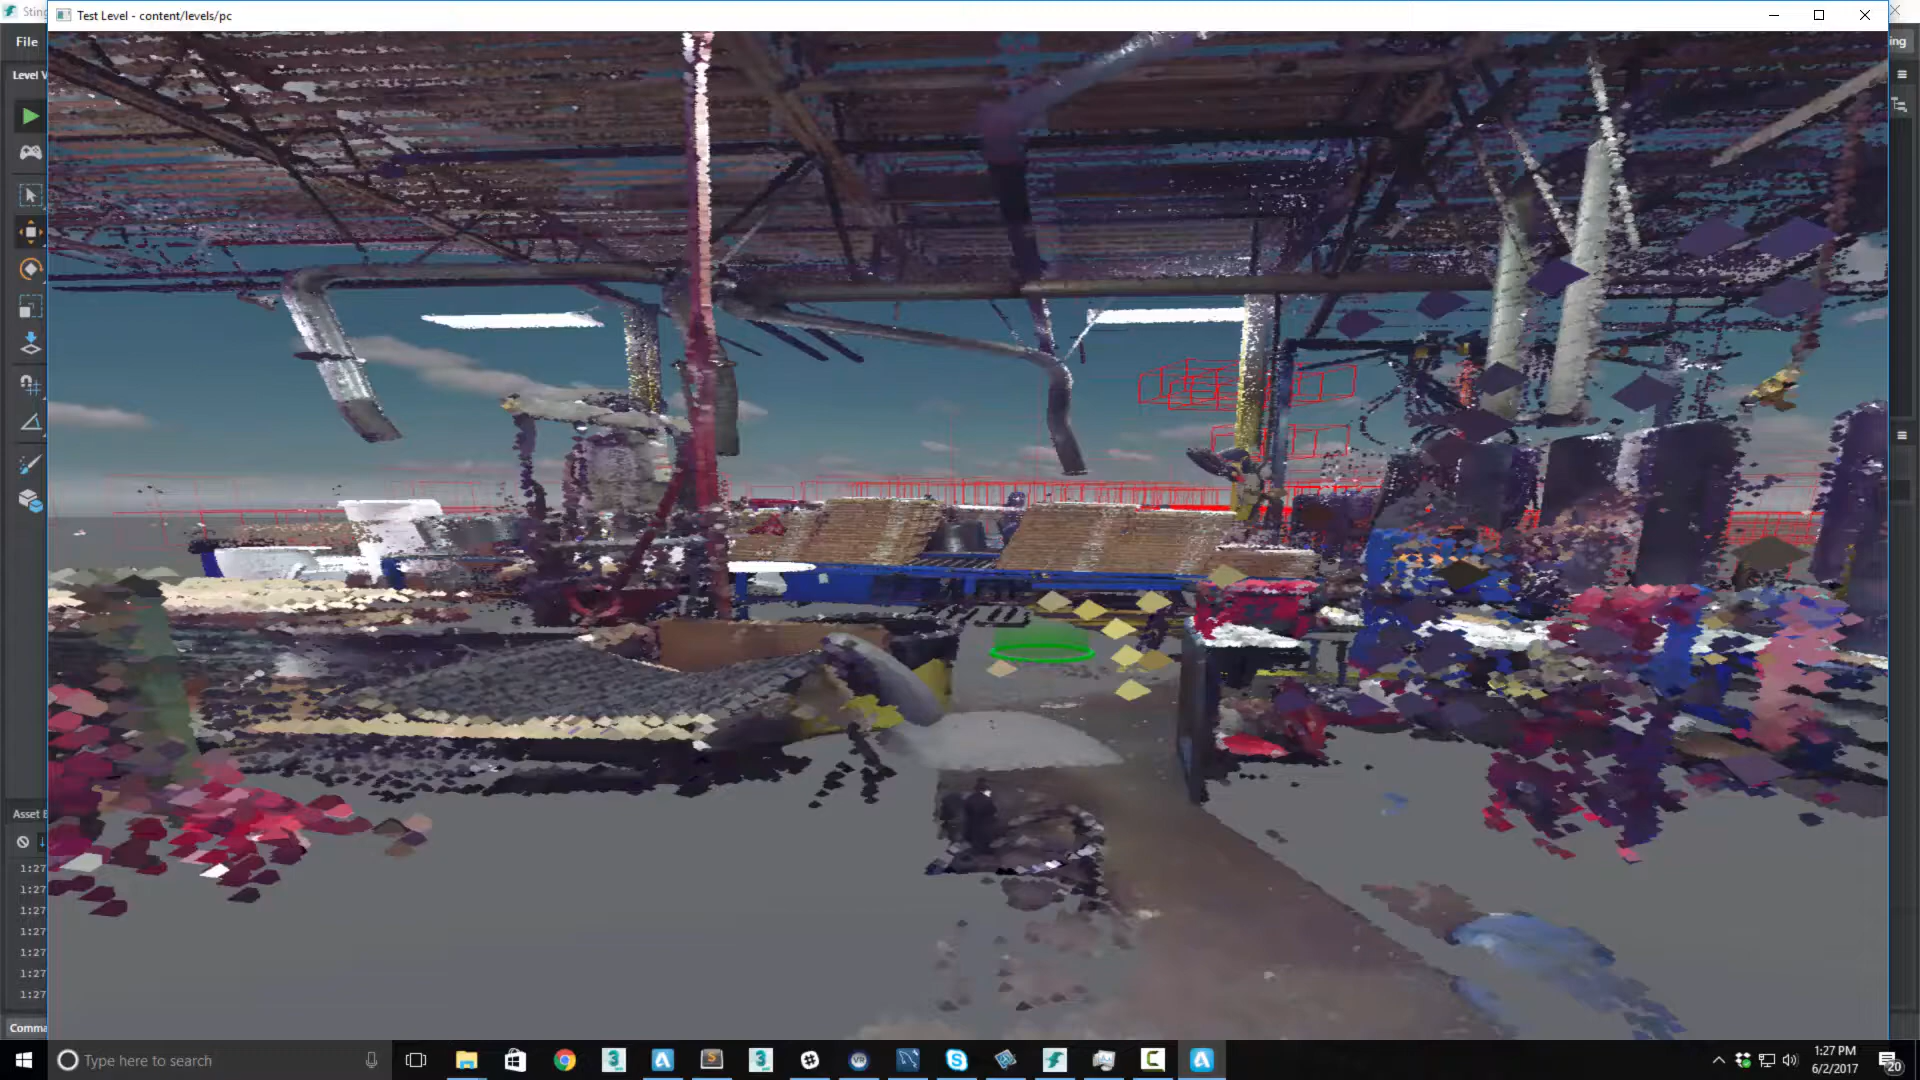 Test Level - content/levels/pc
File
Level V
ing
Asset B
1:27
1:27
1:27
1:27
1:27
1:27
1:27
Comma
Type here to search
1:27 PM
6/2/2017
20